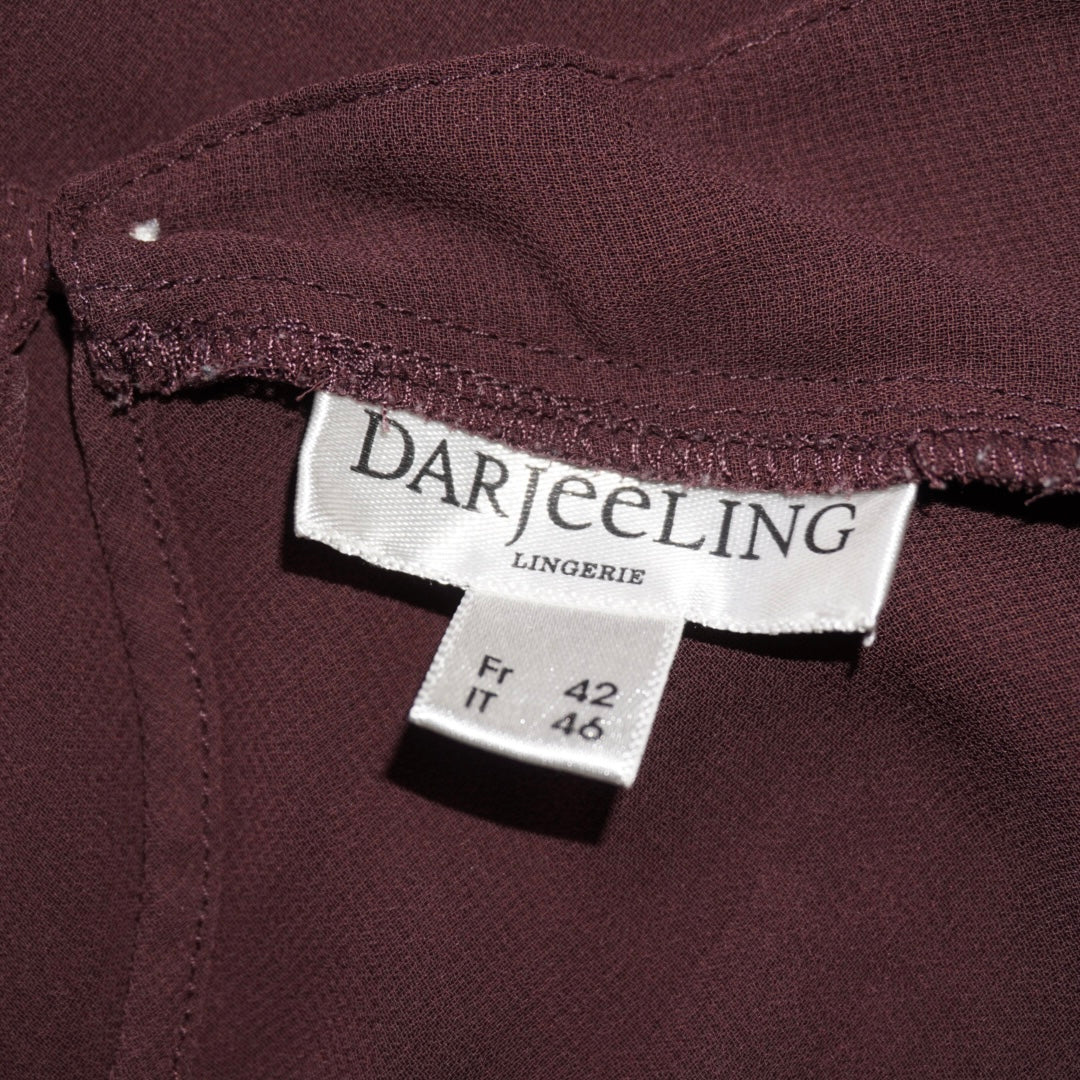 DARJeeLING
LINGERIE
Fr 42
IT 46